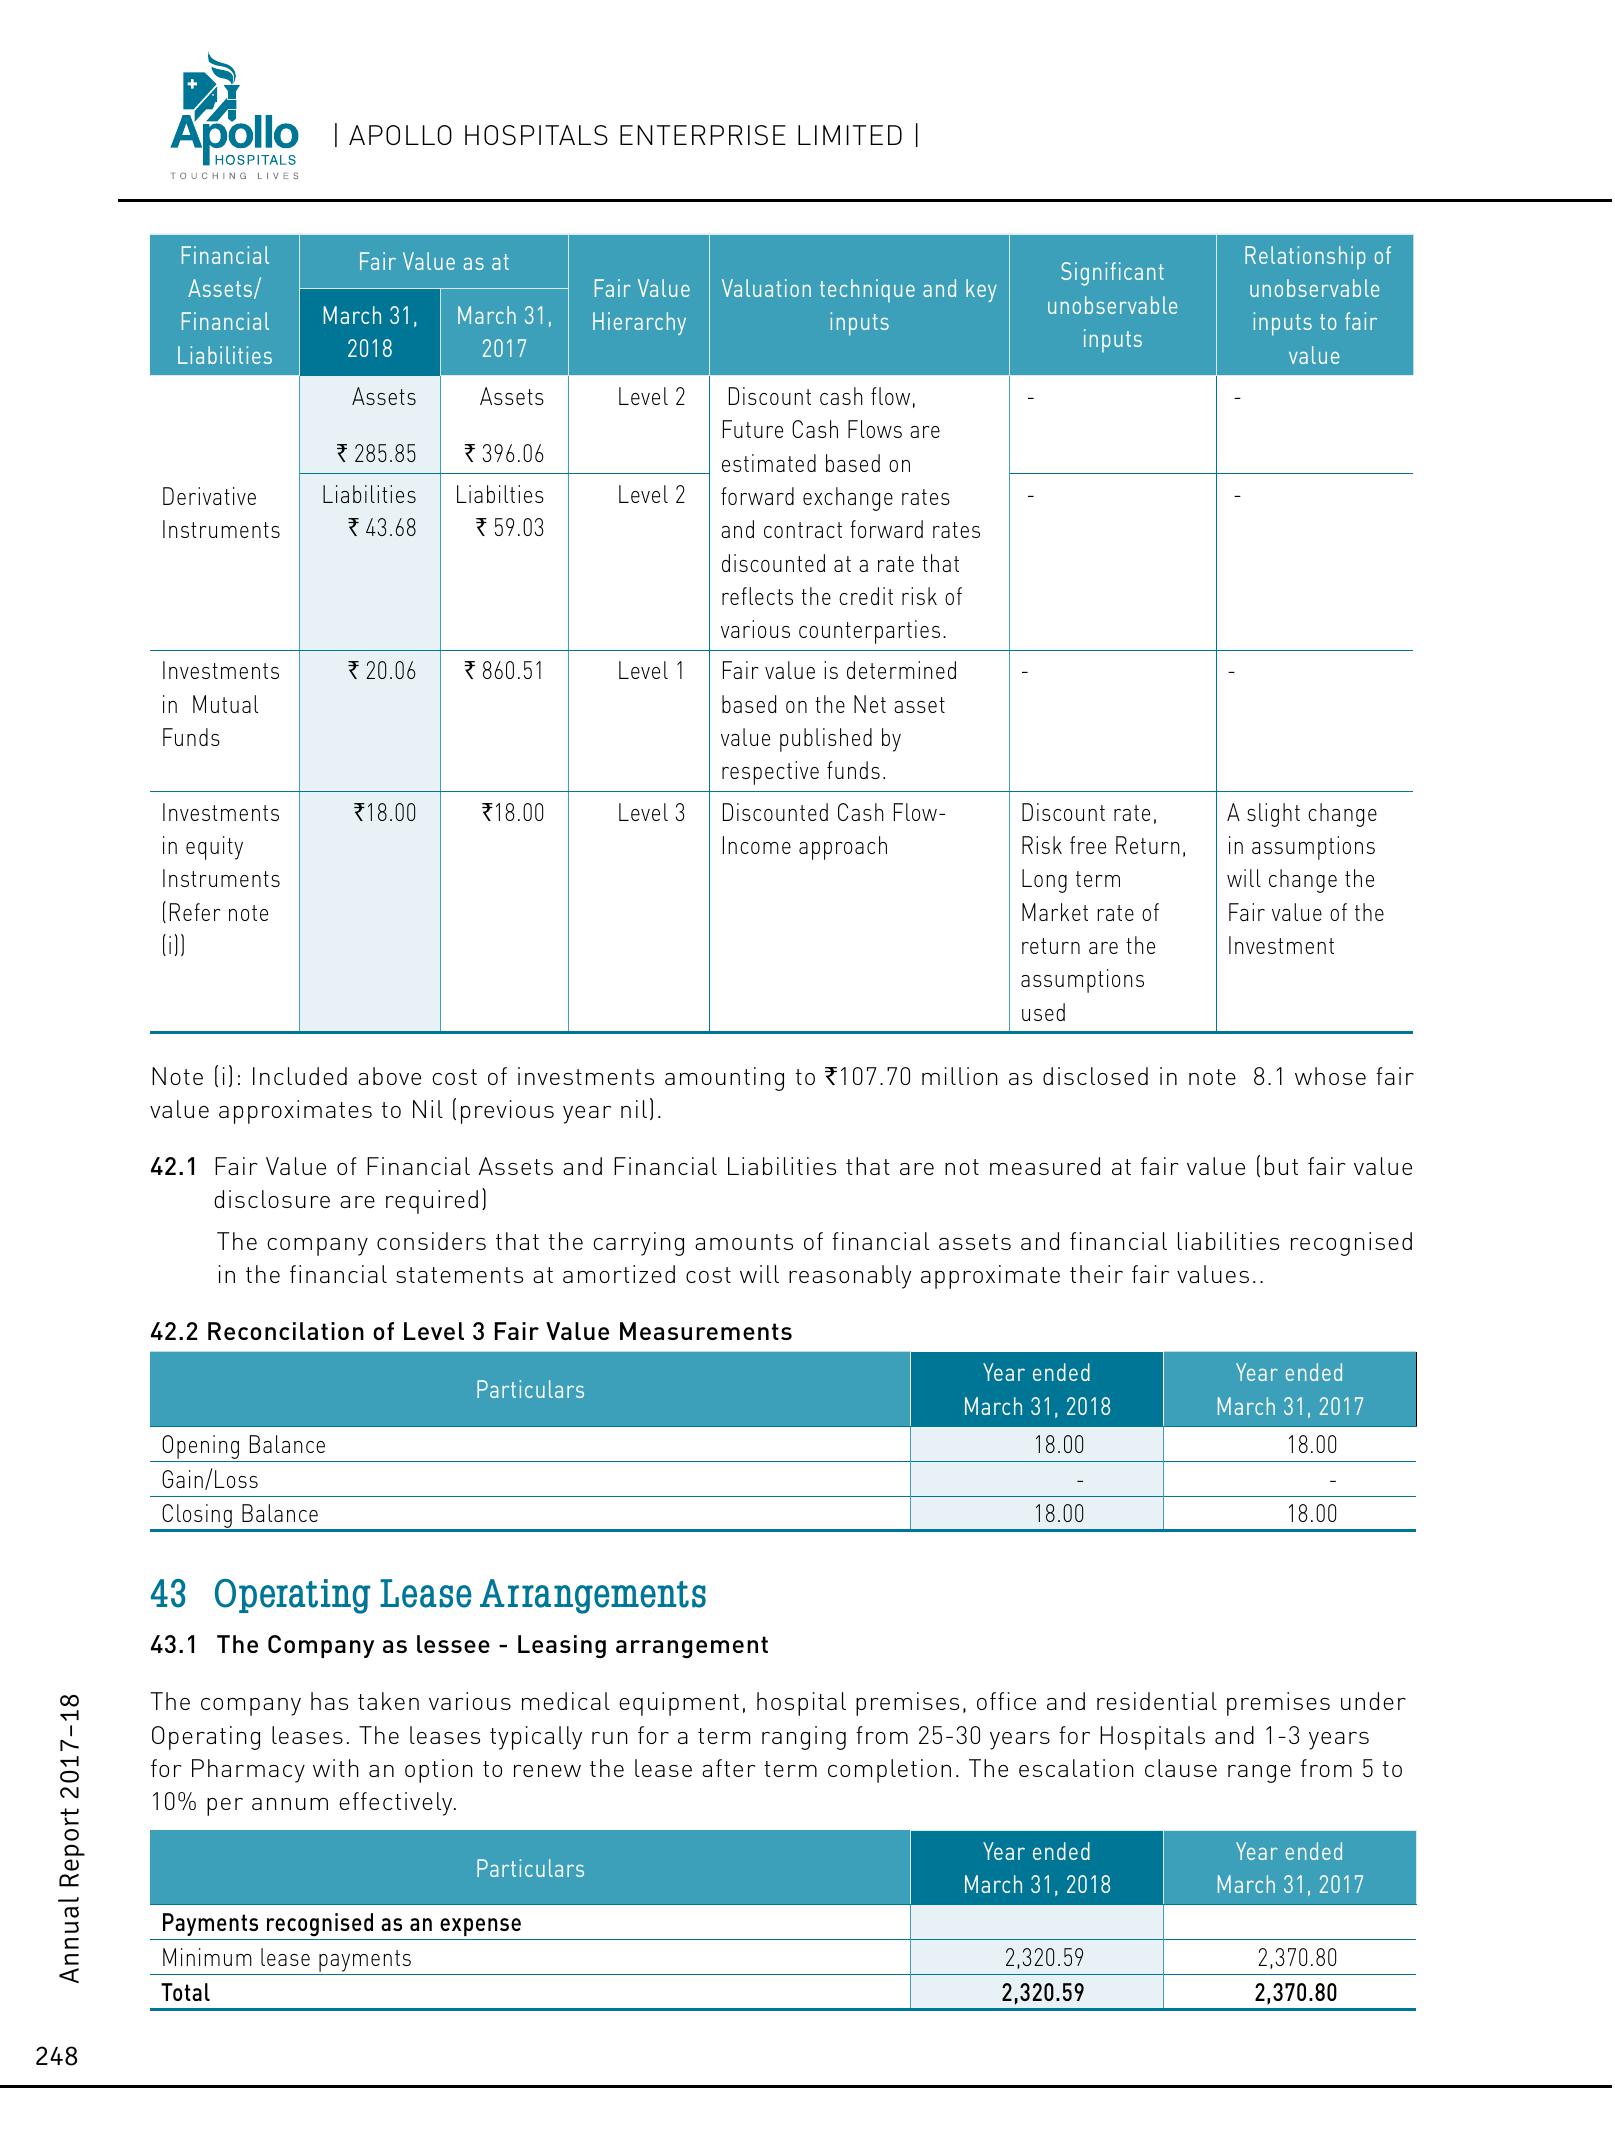 Apollo
HOSPITALS
TOUCHING LIVES
| APOLLO HOSPITALS ENTERPRISE LIMITED |
Financial Assets/ Financial Liabilities
Fair Value as at
March 31, 2018
March 31, 2017
Fair Value Hierarchy
Valuation technique and key inputs
Significant unobservable inputs
Relationship of unobservable inputs to fair value
Derivative
Instruments
Assets
₹ 285.85
Assets
₹ 396.06
Level 2
Discount cash flow,
Future Cash Flows are
estimated based on
forward exchange rates
and contract forward rates
discounted at a rate that
reflects the credit risk of
various counterparties.
-
-
Liabilities
₹ 43.68
Liabilties
₹ 59.03
Level 2
-
-
Investments
in Mutual
Funds
₹ 20.06
₹ 860.51
Level 1
Fair value is determined
based on the Net asset
value published by
respective funds.
-
-
Investments
in equity
Instruments
(Refer note
(i))
₹18.00
₹18.00
Level 3
Discounted Cash Flow-
Income approach
Discount rate,
Risk free Return,
Long term
Market rate of
return are the
assumptions
used
A slight change
in assumptions
will change the
Fair value of the
Investment
Note (i): Included above cost of investments amounting to ₹107.70 million as disclosed in note 8.1 whose fair
value approximates to Nil (previous year nil).
42.1 Fair Value of Financial Assets and Financial Liabilities that are not measured at fair value (but fair value
disclosure are required)
The company considers that the carrying amounts of financial assets and financial liabilities recognised
in the financial statements at amortized cost will reasonably approximate their fair values..
42.2 Reconcilation of Level 3 Fair Value Measurements
Particulars
Year ended
March 31, 2018
Year ended
March 31, 2017
Opening Balance 18.00 18.00
Gain/Loss - -
Closing Balance 18.00 18.00
43 Operating Lease Arrangements
43.1 The Company as lessee - Leasing arrangement
The company has taken various medical equipment, hospital premises, office and residential premises under
Operating leases. The leases typically run for a term ranging from 25-30 years for Hospitals and 1-3 years
for Pharmacy with an option to renew the lease after term completion. The escalation clause range from 5 to
10% per annum effectively.
Particulars
Year ended
March 31, 2018
Year ended
March 31, 2017
Payments recognised as an expense
Minimum lease payments 2,320.59 2,370.80
Total 2,320.59 2,370.80
Annual Report 2017-18
248